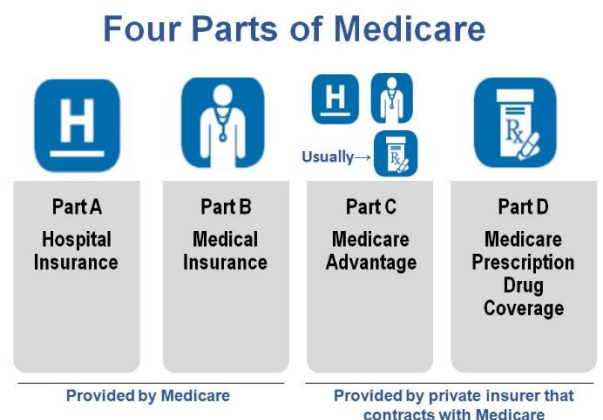 Four Parts of Medicare
H
H
Usually→
Rx
Rx
Part A
Hospital
Insurance
Part B
Medical
Insurance
Part C
Medicare
Advantage
Part D
Medicare
Prescription
Drug
Coverage
Provided by Medicare
Provided by private insurer that
contracts with Medicare